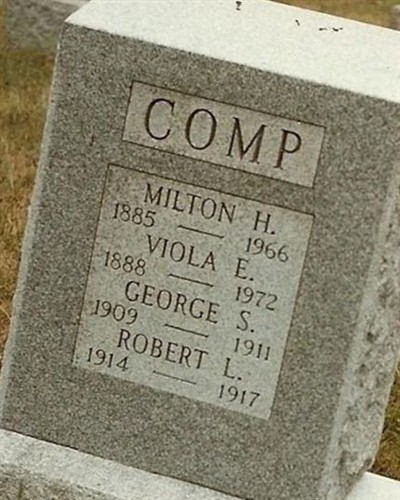 COMP
MILTON H.
1885 — 1966
VIOLA E.
1888 — 1972
GEORGE S.
1909 — 1911
ROBERT L.
1914 — 1917